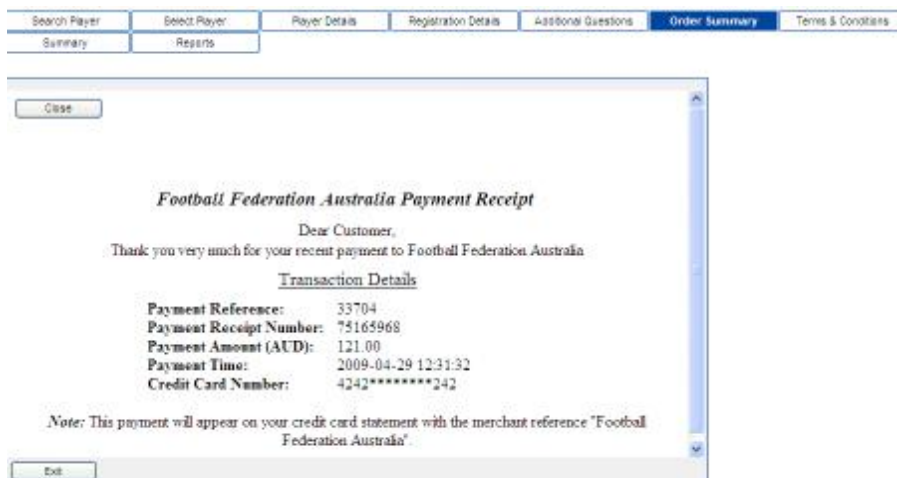 Search Player Select Player Player Details Registration Details Additional Questions Order Summary Terms & Conditions
Summary Reports
Close
Football Federation Australia Payment Receipt
Dear Customer,
Thank you very much for your recent payment to Football Federation Australia
Transaction Details
Payment Reference: 33704
Payment Receipt Number: 75165968
Payment Amount (AUD): 121.00
Payment Time: 2009-04-29 12:31:32
Credit Card Number: 4242********242
Note: This payment will appear on your credit card statement with the merchant reference "Football
Federation Australia".
Exit